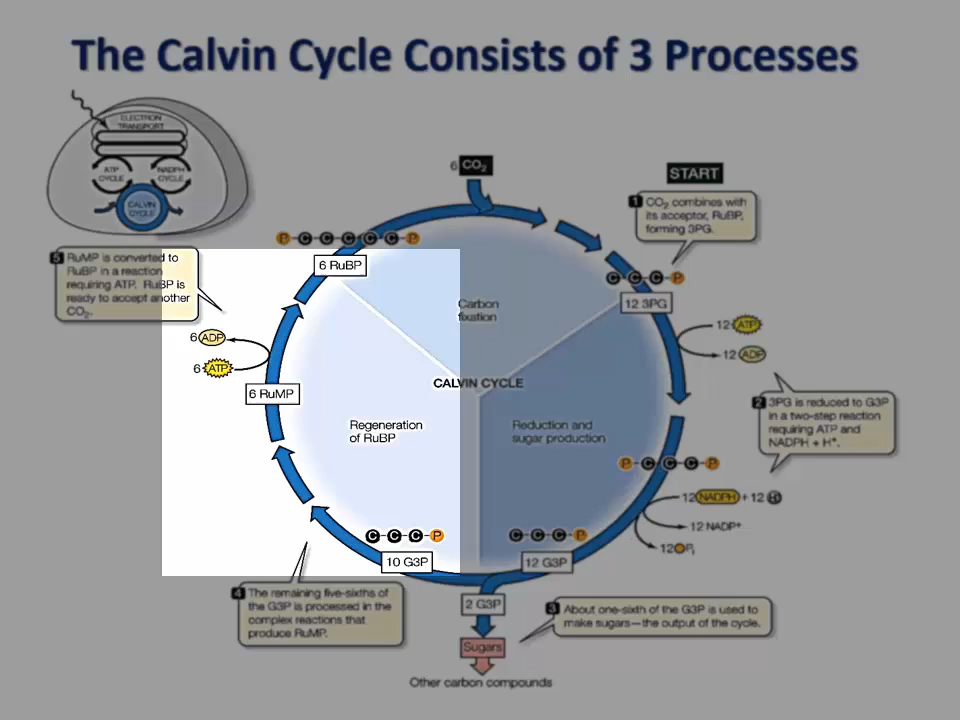 The Calvin Cycle Consists of 3 Processes
ELECTRON
TRANSPORT
ATP
CYCLE
NADPH
CYCLE
CALVIN
CYCLE
6 CO₂
START
1 CO₂ combines with
its acceptor, RuBP,
forming 3PG.
P C C C C C P
6 RuBP
5 RuMP is converted to
RuBP in a reaction
requiring ATP. RuBP is
ready to accept another
CO₂.
C C C P
12 3PG
Carbon
fixation
12 ATP
12 ADP
6 ADP
6 ATP
CALVIN CYCLE
6 RuMP
2 3PG is reduced to G3P
in a two-step reaction
requiring ATP and
NADPH + H⁺.
Regeneration
of RuBP
Reduction and
sugar production
P C C C P
12 NADPH + 12 H
12 NADP⁺
12 Pi
C C C P
10 G3P
C C C P
12 G3P
4 The remaining five-sixths of
the G3P is processed in the
complex reactions that
produce RuMP.
2 G3P
3 About one-sixth of the G3P is used to
make sugars—the output of the cycle.
Sugars
Other carbon compounds